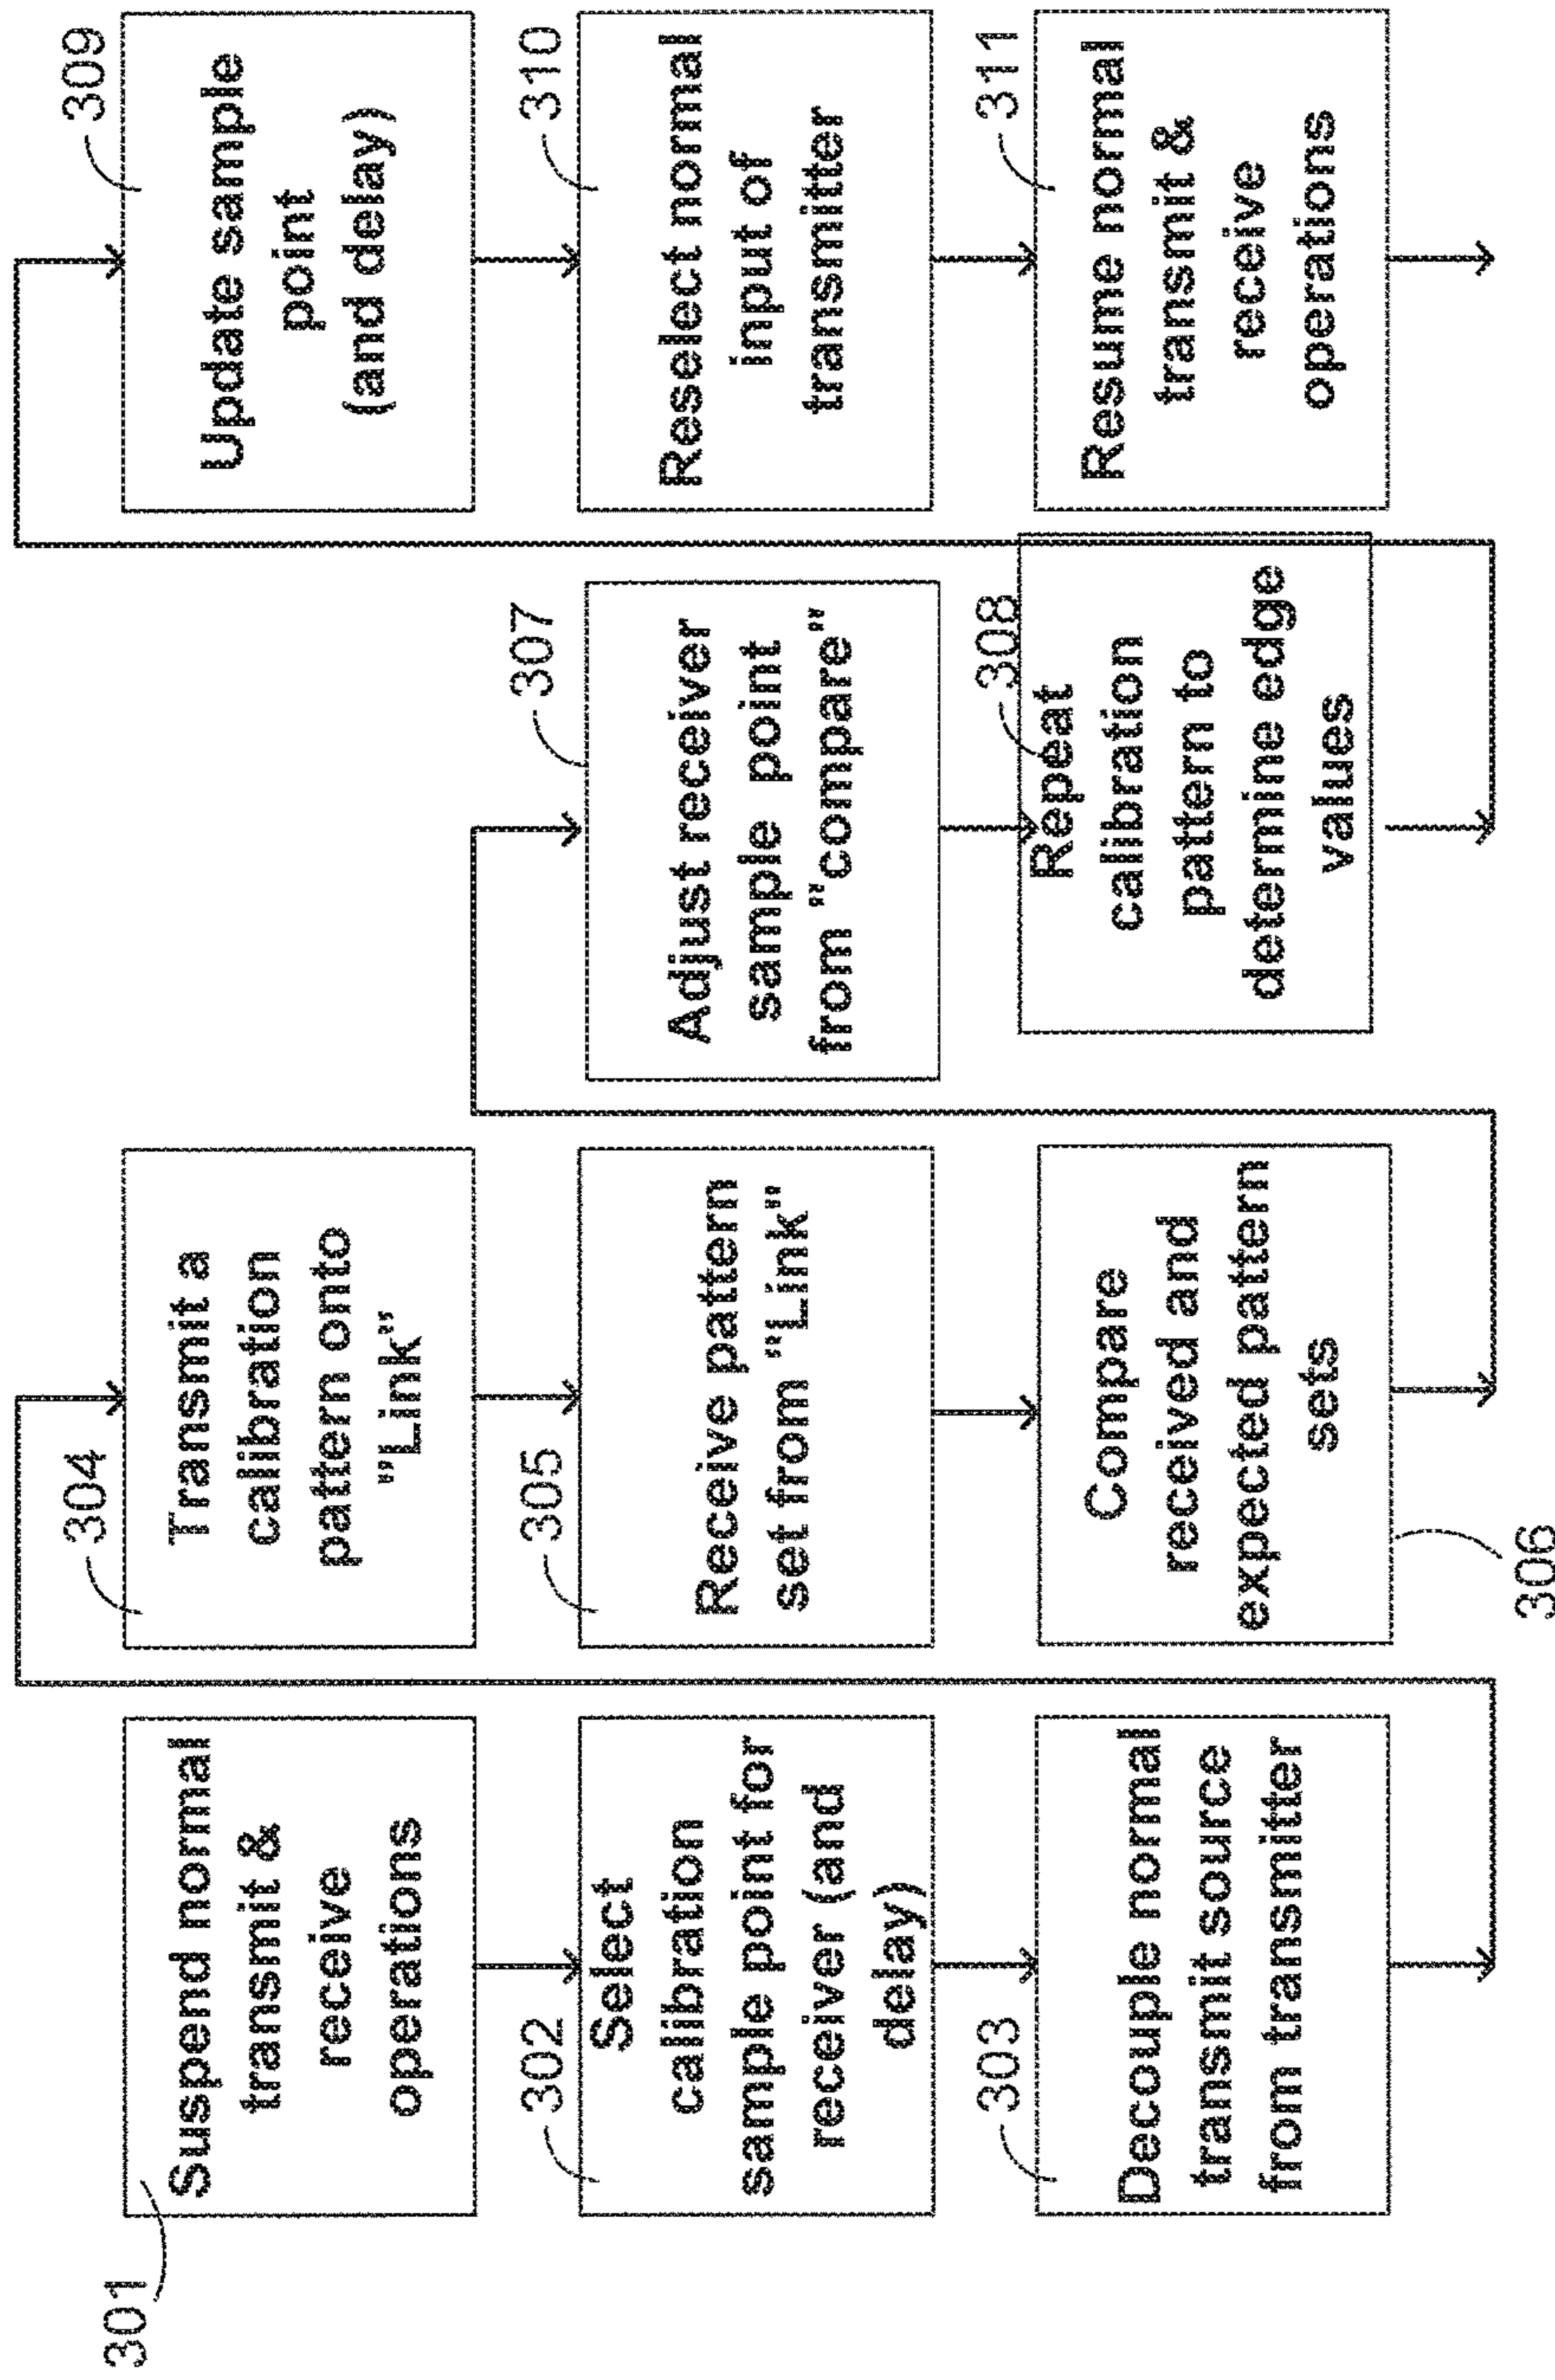 301
Suspend normal
transmit &
receive
operations
302
Select
calibration
sample point for
receiver (and
delay)
303
Decouple normal
transmit source
from transmitter
304
Transmit a
calibration
pattern onto
"Link"
305
Receive pattern
set from "Link"
Compare
received and
expected pattern
sets
306
307
Adjust receiver
sample point
from "compare"
308
Repeat
calibration
pattern to
determine edge
values
309
Update sample
point
(and delay)
310
Reselect normal
input of
transmitter
311
Resume normal
transmit &
receive
operations